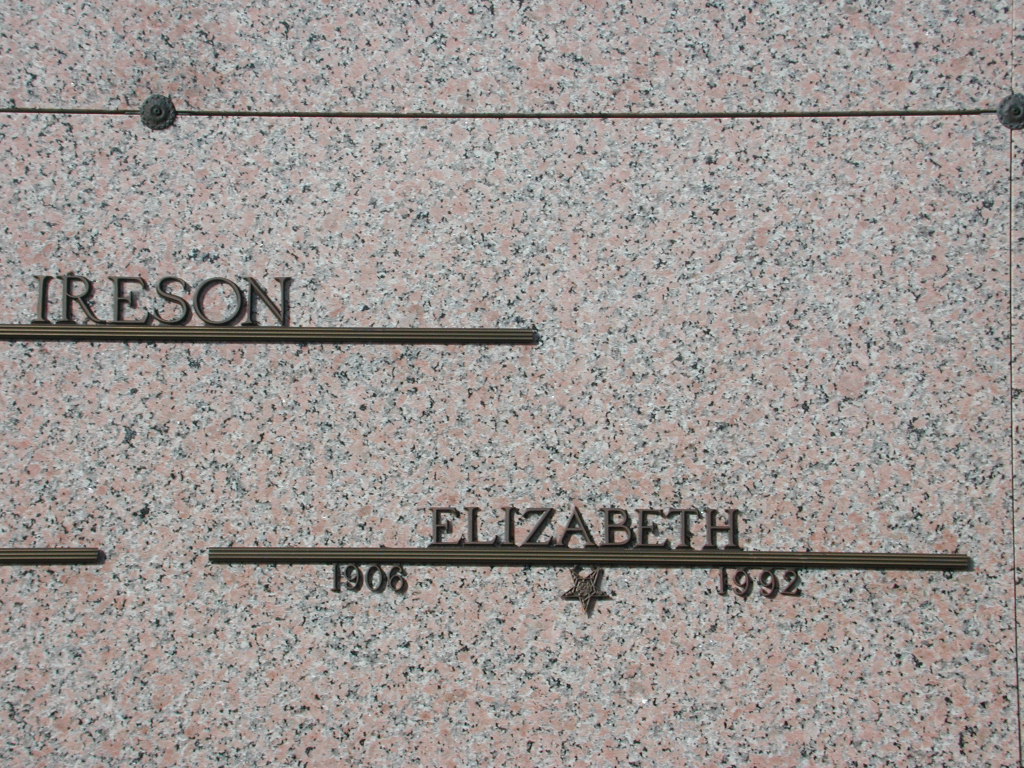 IRESON
ELIZABETH
1906 1992